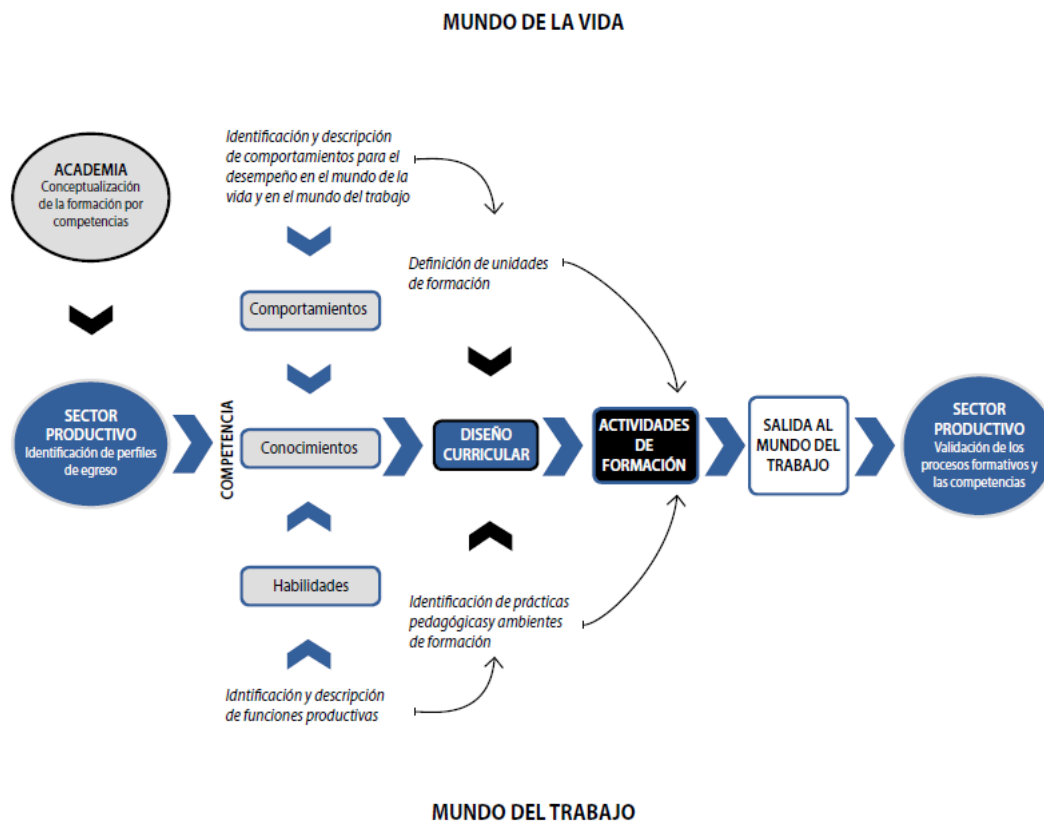 MUNDO DE LA VIDA
ACADEMIA
Conceptualización
de la formación por
competencias
Identificación y descripción
de comportamientos para el
desempeño en el mundo de la
vida y en el mundo del trabajo
Definición de unidades
de formación
Comportamientos
SECTOR
PRODUCTIVO
Identificación de perfiles
de egreso
COMPETENCIA
Conocimientos
DISEÑO
CURRICULAR
ACTIVIDADES
DE
FORMACIÓN
SALIDA AL
MUNDO DEL
TRABAJO
SECTOR
PRODUCTIVO
Validación de los
procesos formativos y
las competencias
Habilidades
Identificación de prácticas
pedagógicasy ambientes
de formación
Idntificación y descripción
de funciones productivas
MUNDO DEL TRABAJO